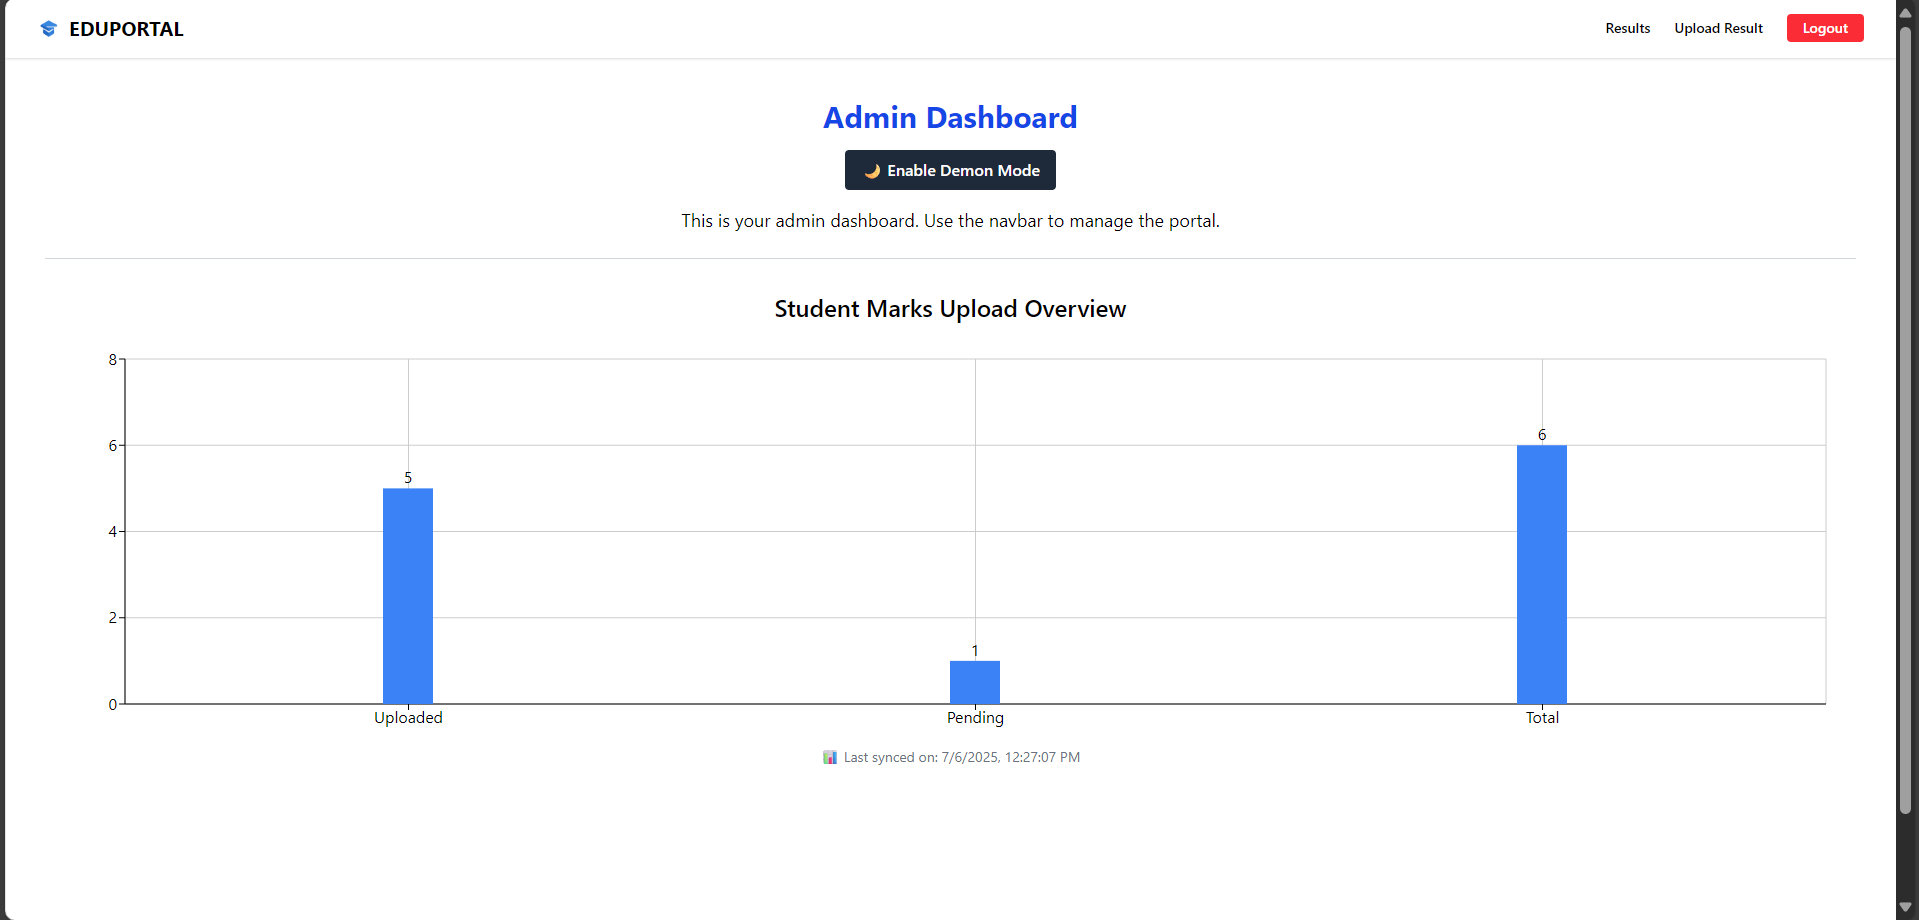 EDUPORTAL
Results
Upload Result
Logout
Admin Dashboard
🌙 Enable Demon Mode
This is your admin dashboard. Use the navbar to manage the portal.
Student Marks Upload Overview
8
6
4
2
0
5
1
6
Uploaded
Pending
Total
📊 Last synced on: 7/6/2025, 12:27:07 PM